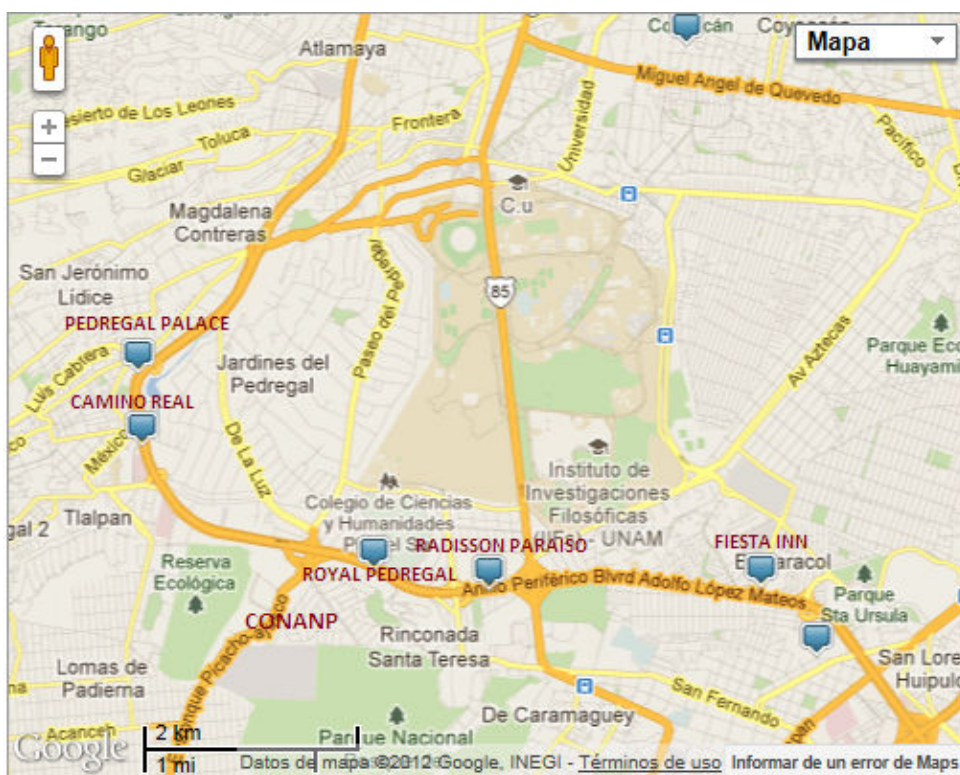 Mapa
Atlamaya
Miguel Angel de Quevedo
Pacífico
Desierto de Los Leones
Frontera
Universidad
Toluca
Glaciar
C.u
Magdalena
Contreras
San Jerónimo
Lídice
85
PEDREGAL PALACE
Luis Cabrera
Jardines del
Pedregal
Paseo del Pedregal
Av Aztecas
Parque Eco
Huayami
CAMINO REAL
México
De La Luz
Instituto de
Investigaciones
Filosóficas
(IIFs) - UNAM
Colegio de Ciencias
y Humanidades
Tlalpan
gal 2
RADISSON PARAISO
ROYAL PEDREGAL
FIESTA INN
Anillo Periférico Blvrd Adolfo López Mateos
Reserva
Ecológica
Parque
Sta Ursula
CONANP
Rinconada
Santa Teresa
San Lore
Huipulc
Lomas de
Padierna
San Fernando
De Caramaguey
Acanceh
2 km
1 mi
Parque Nacional
Google
Datos de mapa ©2012 Google, INEGI - Términos de uso
Informar de un error de Maps